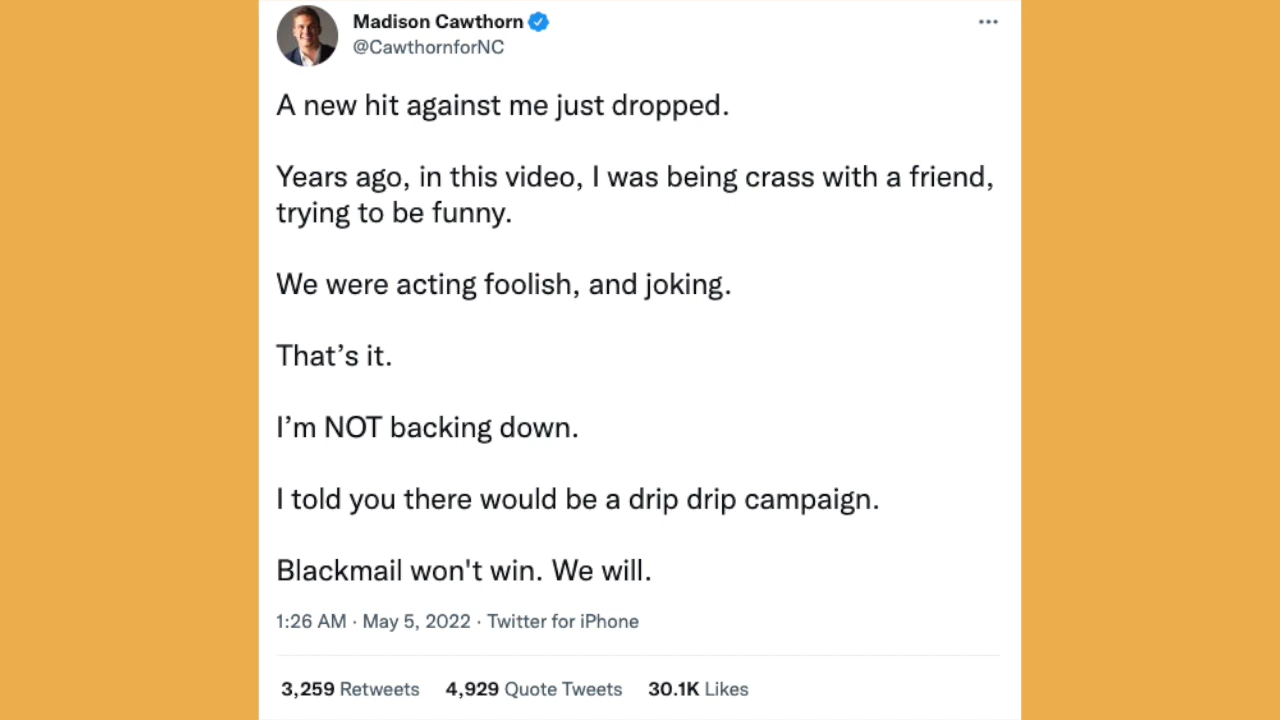 Madison Cawthorn
@CawthornforNC
A new hit against me just dropped.
Years ago, in this video, I was being crass with a friend,
trying to be funny.
We were acting foolish, and joking.
That’s it.
I’m NOT backing down.
I told you there would be a drip drip campaign.
Blackmail won't win. We will.
1:26 AM · May 5, 2022 · Twitter for iPhone
3,259 Retweets 4,929 Quote Tweets 30.1K Likes